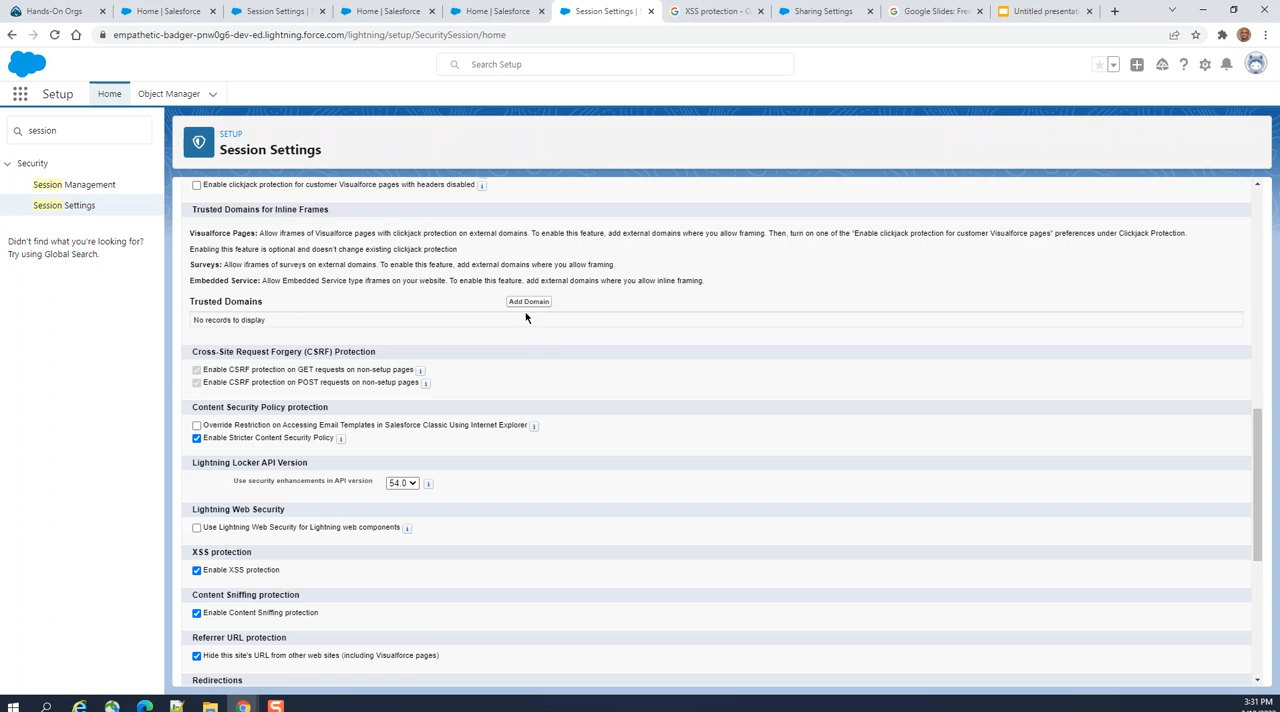 Hands-On Orgs
Home | Salesforce
Session Settings |
Home | Salesforce
Home | Salesforce
Session Settings |
XSS protection - G
Sharing Settings
Google Slides: Fre
Untitled presentat
empathetic-badger-pnw0g6-dev-ed.lightning.force.com/lightning/setup/SecuritySession/home
Search Setup
Setup
Home
Object Manager
session
Security
Session Management
Session Settings
Didn't find what you're looking for?
Try using Global Search.
SETUP
Session Settings
Enable clickjack protection for customer Visualforce pages with headers disabled
Trusted Domains for Inline Frames
Visualforce Pages: Allow iframes of Visualforce pages with clickjack protection on external domains. To enable this feature, add external domains where you allow framing. Then, turn on one of the "Enable clickjack protection for customer Visualforce pages" preferences under Clickjack Protection.
Enabling this feature is optional and doesn't change existing clickjack protection
Surveys: Allow iframes of surveys on external domains. To enable this feature, add external domains where you allow framing.
Embedded Service: Allow Embedded Service type iframes on your website. To enable this feature, add external domains where you allow inline framing.
Trusted Domains
Add Domain
No records to display
Cross-Site Request Forgery (CSRF) Protection
Enable CSRF protection on GET requests on non-setup pages
Enable CSRF protection on POST requests on non-setup pages
Content Security Policy protection
Override Restriction on Accessing Email Templates in Salesforce Classic Using Internet Explorer
Enable Stricter Content Security Policy
Lightning Locker API Version
Use security enhancements in API version
54.0
Lightning Web Security
Use Lightning Web Security for Lightning web components
XSS protection
Enable XSS protection
Content Sniffing protection
Enable Content Sniffing protection
Referrer URL protection
Hide this site's URL from other web sites (including Visualforce pages)
Redirections
3:31 PM